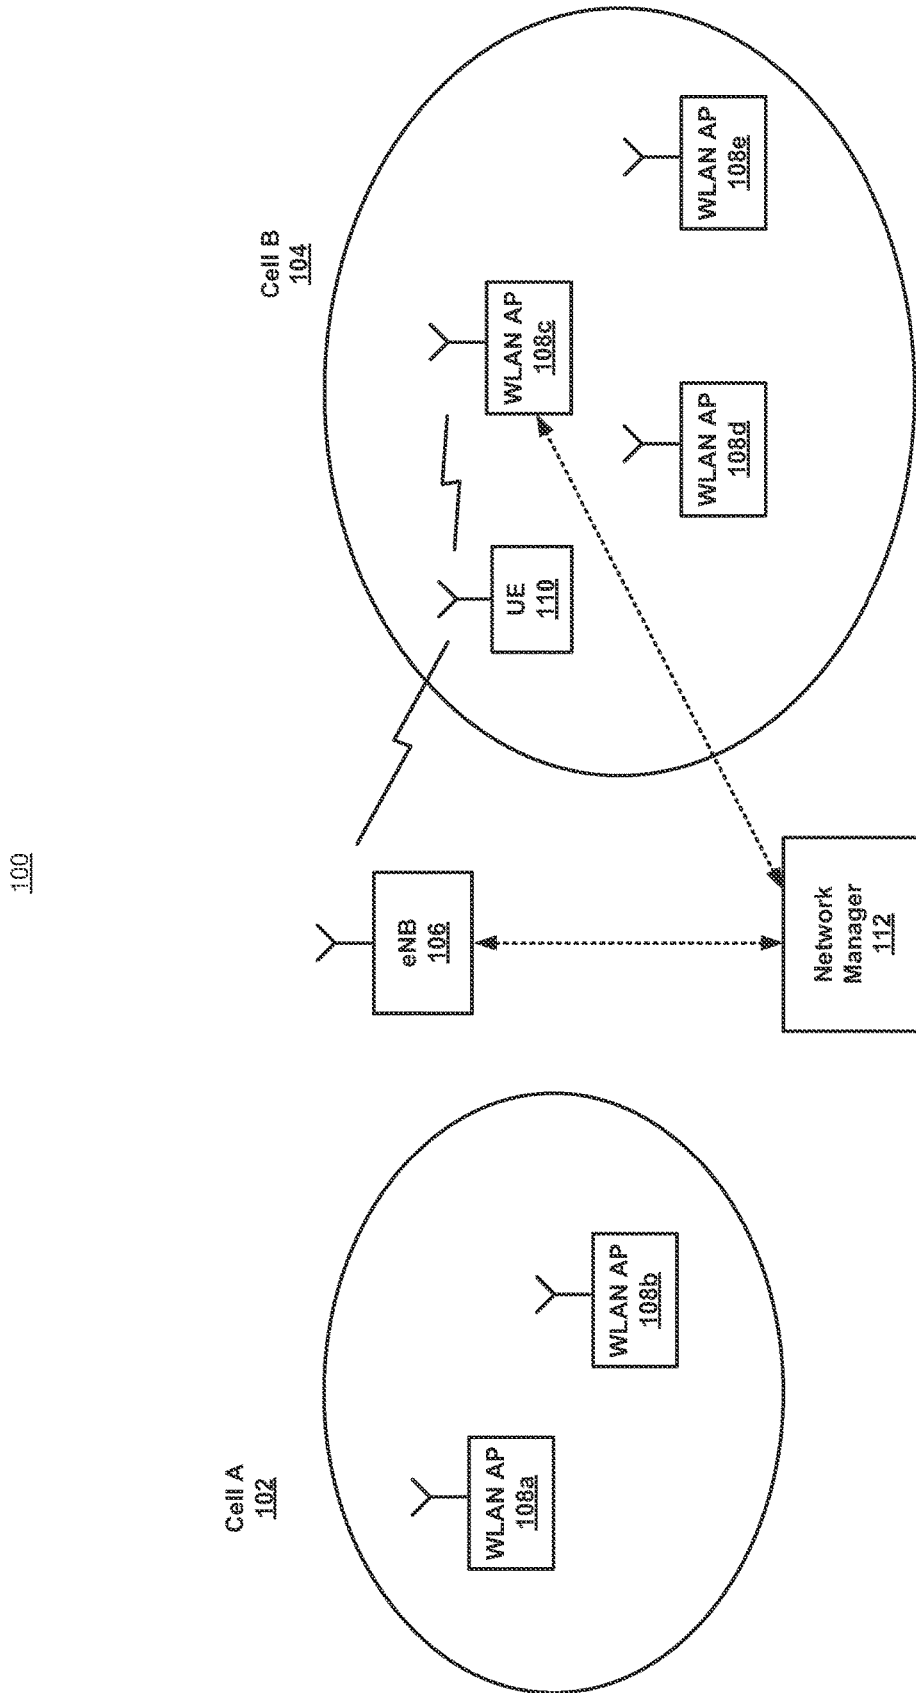 100
Cell A
102
WLAN AP
108a
WLAN AP
108b
eNB
106
Network
Manager
112
Cell B
104
UE
110
WLAN AP
108c
WLAN AP
108d
WLAN AP
108e